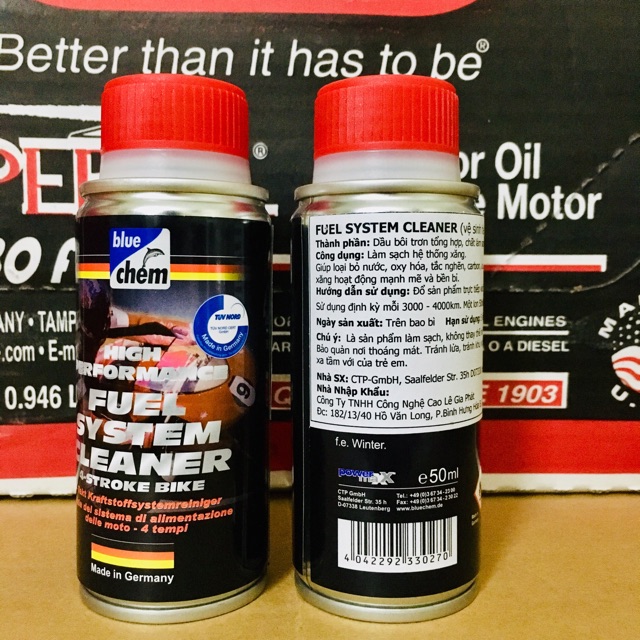 Better than it has to be®
or Oil
Motor
ANY • TAMP
ENGINES
O A DIESEL
0.946 L
1903
blue
chem
TUV NORD
Made in Germany
HIGH
PERFORMANCE
FUEL
SYSTEM
CLEANER
4-STROKE BIKE
Kraftstoffsystemreiniger
del sistema di alimentazione
delle moto - 4 tempi
Made in Germany
FUEL SYSTEM CLEANER (vệ sinh
Thành phần: Dầu bôi trơn tổng hợp, chất làm
Công dụng: Làm sạch hệ thống xăng.
Giúp loại bỏ nước, oxy hóa, tắc nghẽn, carbon
xăng hoạt động mạnh mẽ và bền bỉ.
Hướng dẫn sử dụng: Đổ sản phẩm trực tiếp
Sử dụng định kỳ mỗi 3000 - 4000km. Một lon
Ngày sản xuất: Trên bao bì Hạn sử dụng:
Chú ý: Là sản phẩm làm sạch, không thay thế
Bảo quản nơi thoáng mát. Tránh lửa, tránh
xa tầm với của trẻ em.
Nhà SX: CTP-GmbH, Saalfelder Str. 35h
Nhà Nhập Khẩu:
Công Ty TNHH Công Nghệ Cao Lê Gia Phát
Đc: 182/13/40 Hồ Văn Long, P.Bình Hưng
f.e. Winter.
power maxx
℮50ml
CTP GmbH
Saalfelder Str. 35 h
D-07338 Leutenberg
www.bluechem.de
4 042292 330270